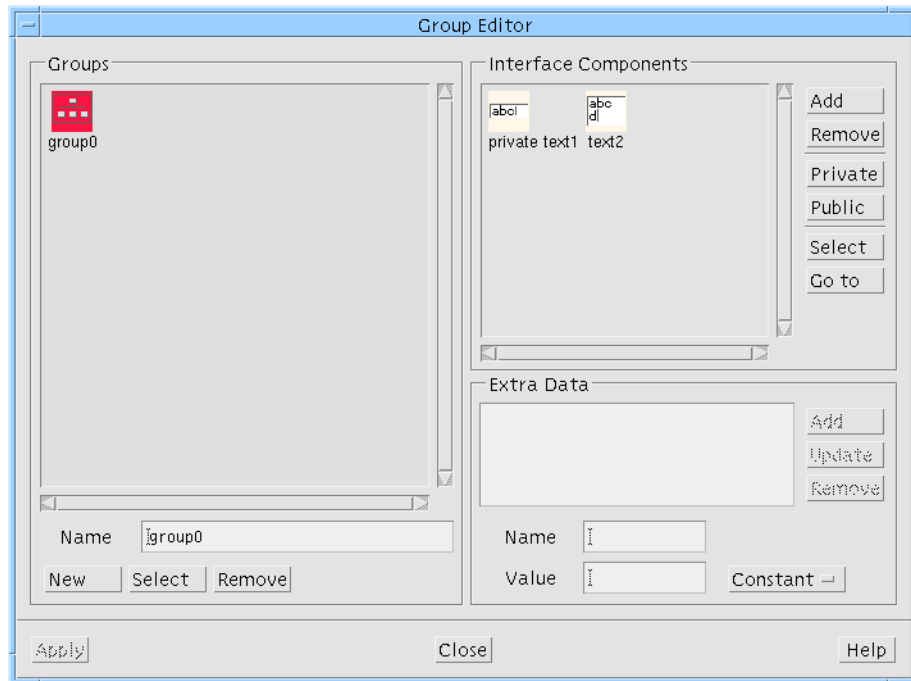 Group Editor
Groups
group0
Name
group0
New
Select
Remove
Interface Components
abc
abc
d
private text1
text2
Add
Remove
Private
Public
Select
Go to
Extra Data
Add
Update
Remove
Name
Value
Constant
Apply
Close
Help